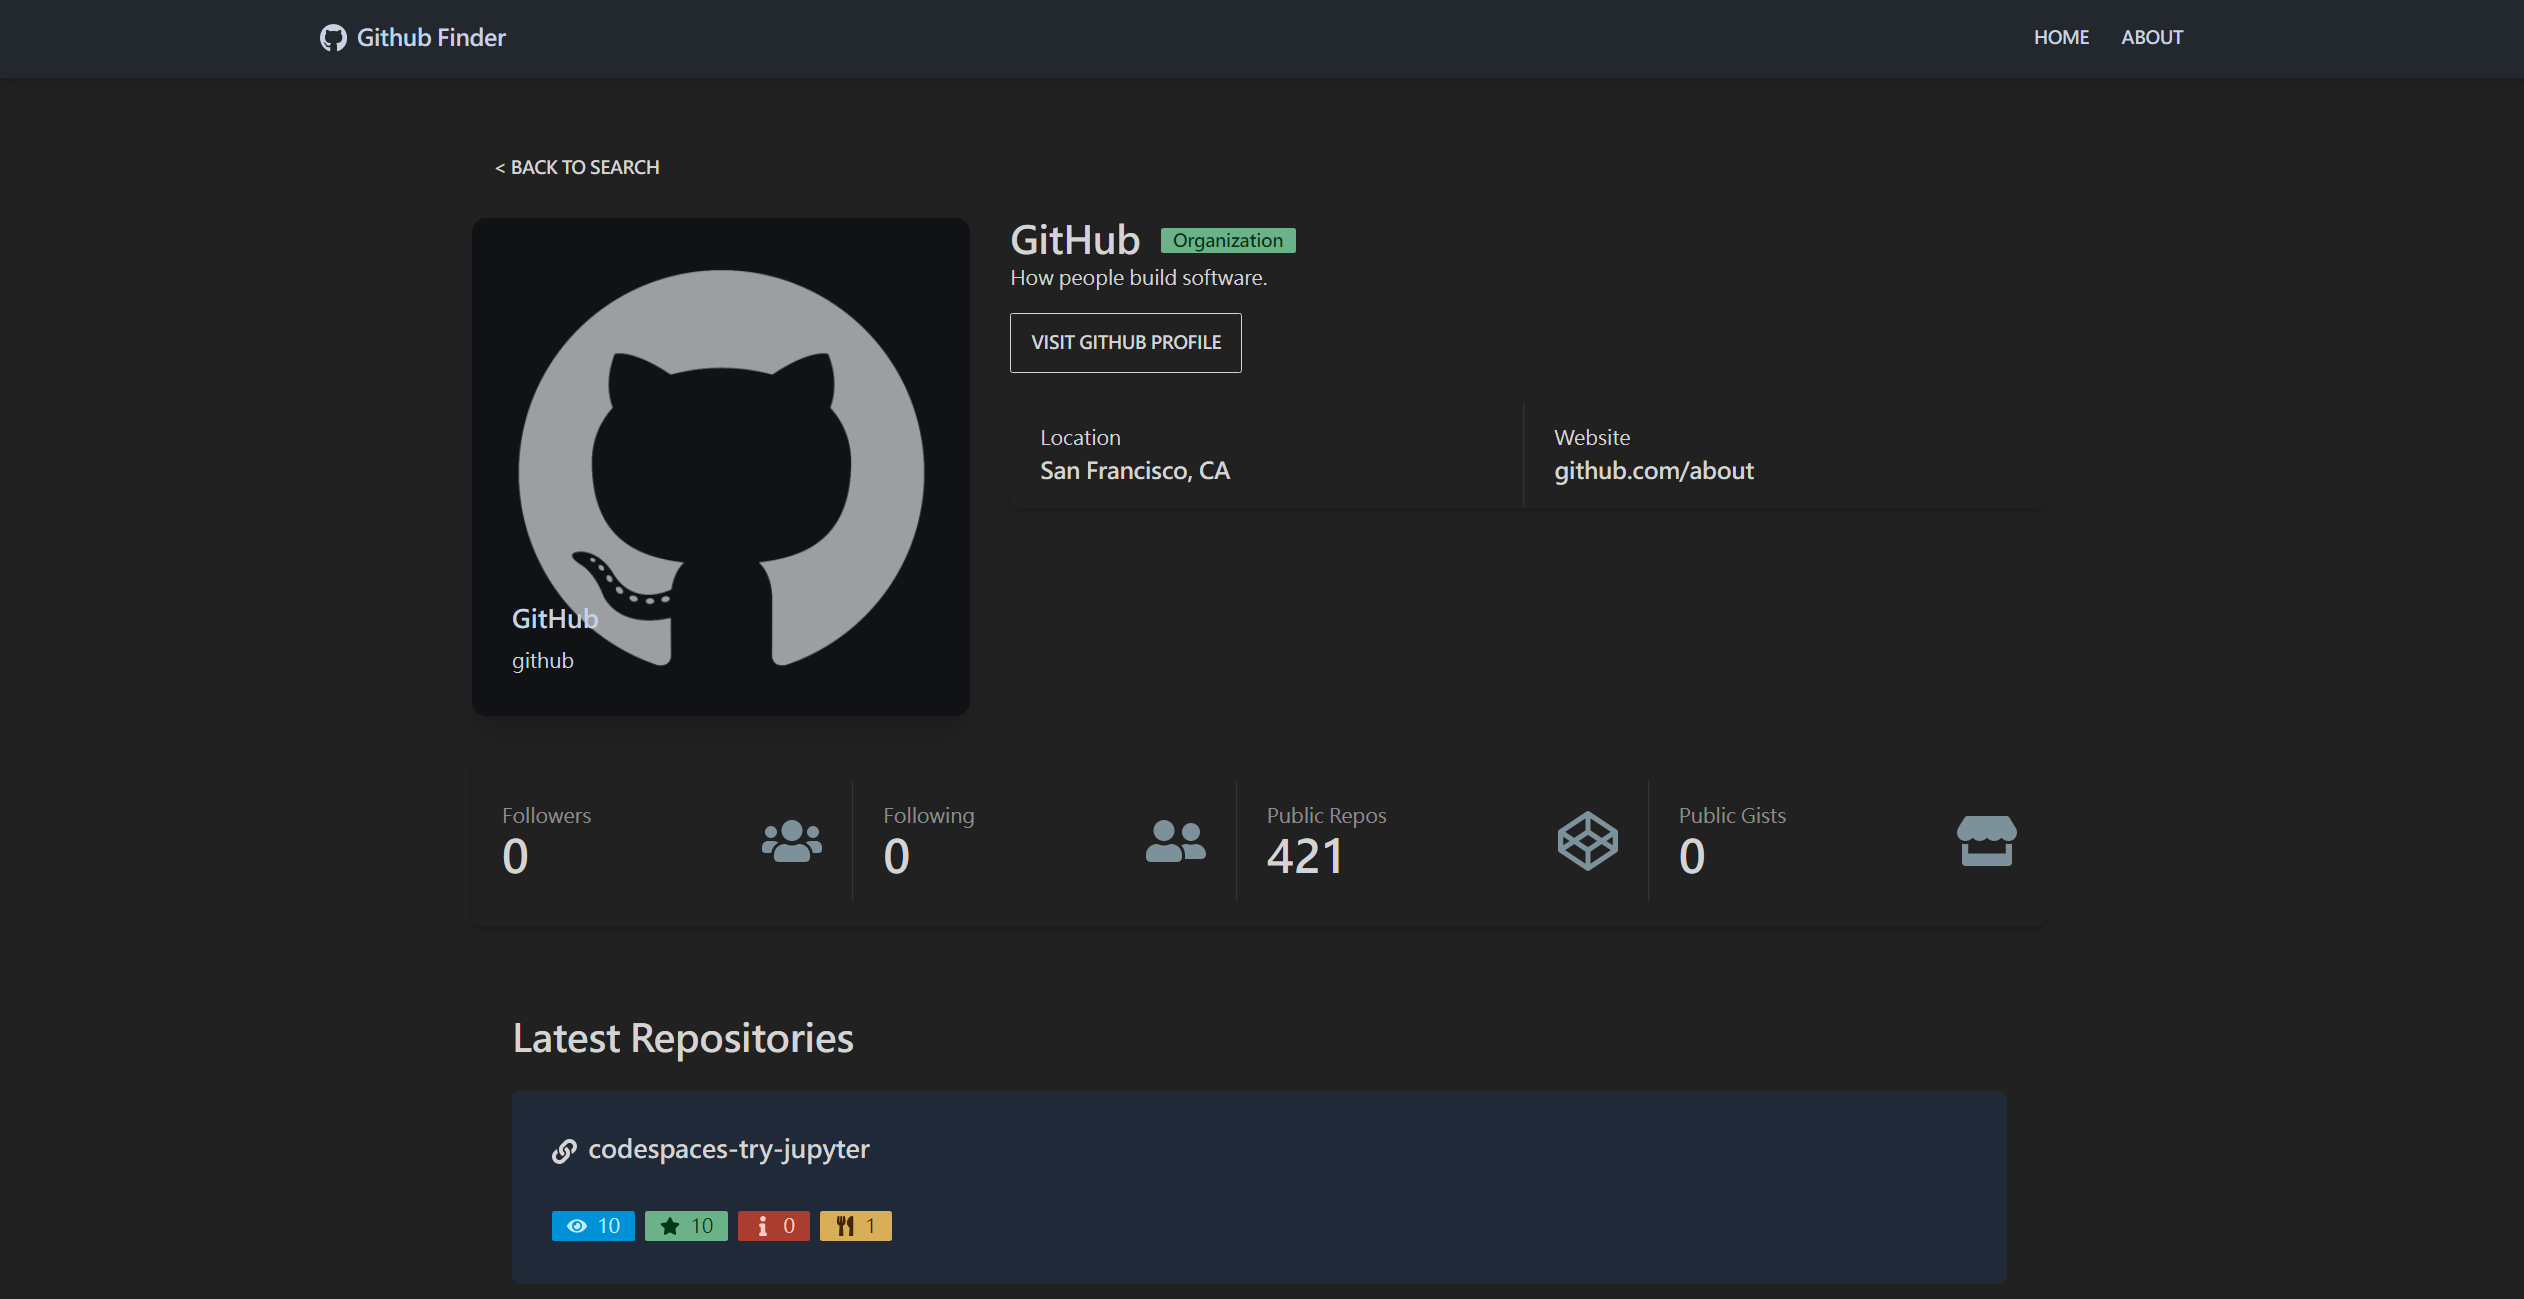 Github Finder
HOME ABOUT
< BACK TO SEARCH
GitHub Organization
How people build software.
VISIT GITHUB PROFILE
Location
San Francisco, CA
Website
github.com/about
GitHub
github
Followers
0
Following
0
Public Repos
421
Public Gists
0
Latest Repositories
codespaces-try-jupyter
10 10 0 1